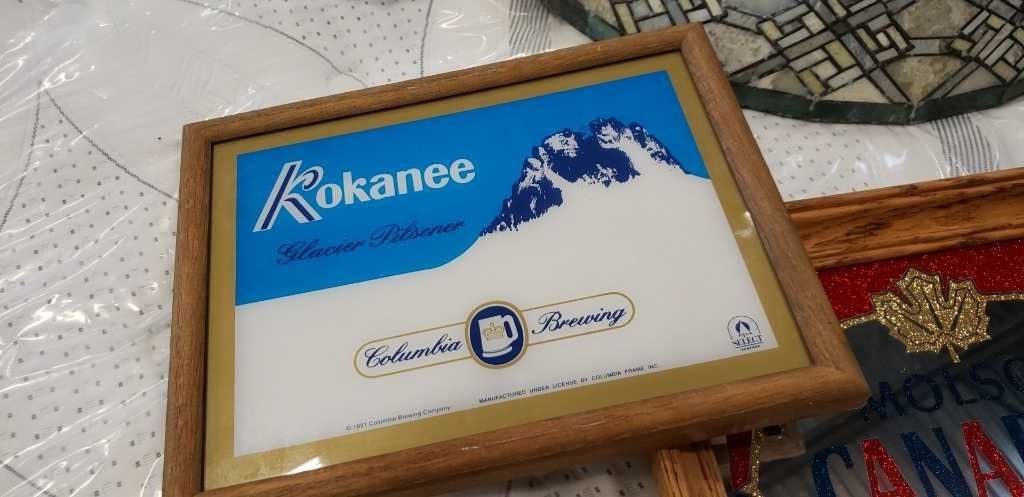 Kokanee
Glacier Pilsener
Columbia Brewing
SELECT
MANUFACTURED UNDER LICENSE BY COLUMBIA FRAME INC.
© 1991 Columbia Brewing Company
MOLSO
CANA